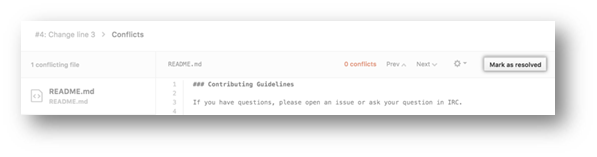 #4: Change line 3 > Conflicts
1 conflicting file
README.md
0 conflicts Prev Next Mark as resolved
README.md
README.md
1 ### Contributing Guidelines
2
3 If you have questions, please open an issue or ask your question in IRC.
4